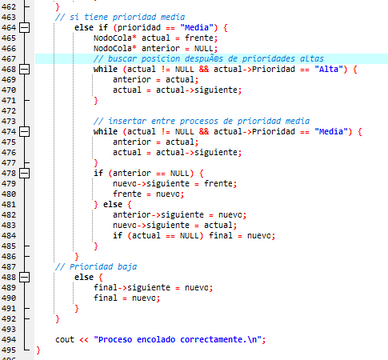 462 }
463 // si tiene prioridad media
464 else if (prioridad == "Media") {
465 NodoCola* actual = frente;
466 NodoCola* anterior = NULL;
467 // buscar posicion despuÃ©s de prioridades altas
468 while (actual != NULL && actual->Prioridad == "Alta") {
469 anterior = actual;
470 actual = actual->siguiente;
471 }
472
473 // insertar entre procesos de prioridad media
474 while (actual != NULL && actual->Prioridad == "Media") {
475 anterior = actual;
476 actual = actual->siguiente;
477 }
478 if (anterior == NULL) {
479 nuevo->siguiente = frente;
480 frente = nuevo;
481 } else {
482 anterior->siguiente = nuevo;
483 nuevo->siguiente = actual;
484 if (actual == NULL) final = nuevo;
485 }
486 }
487 // Prioridad baja
488 else {
489 final->siguiente = nuevo;
490 final = nuevo;
491 }
492 }
493
494 cout << "Proceso encolado correctamente.\n";
495 }